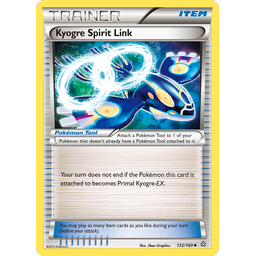 TRAINER ITEM
Kyogre Spirit Link
Pokémon Tool
Attach a Pokémon Tool to 1 of your
Pokémon that doesn't already have a Pokémon Tool attached to it.
Your turn does not end if the Pokémon this card is
attached to becomes Primal Kyogre-EX.
You may play as many Item cards as you like during your turn
(before your attack).
132/160